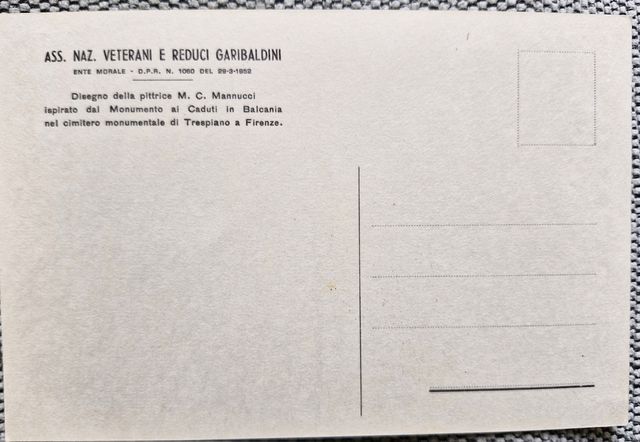 ASS. NAZ. VETERANI E REDUCI GARIBALDINI
ENTE MORALE - D.P.R. N. 1060 DEL 29-3-1952
Disegno della pittrice M. C. Mannucci
ispirato dal Monumento ai Caduti in Balcania
nel cimitero monumentale di Trespiano a Firenze.